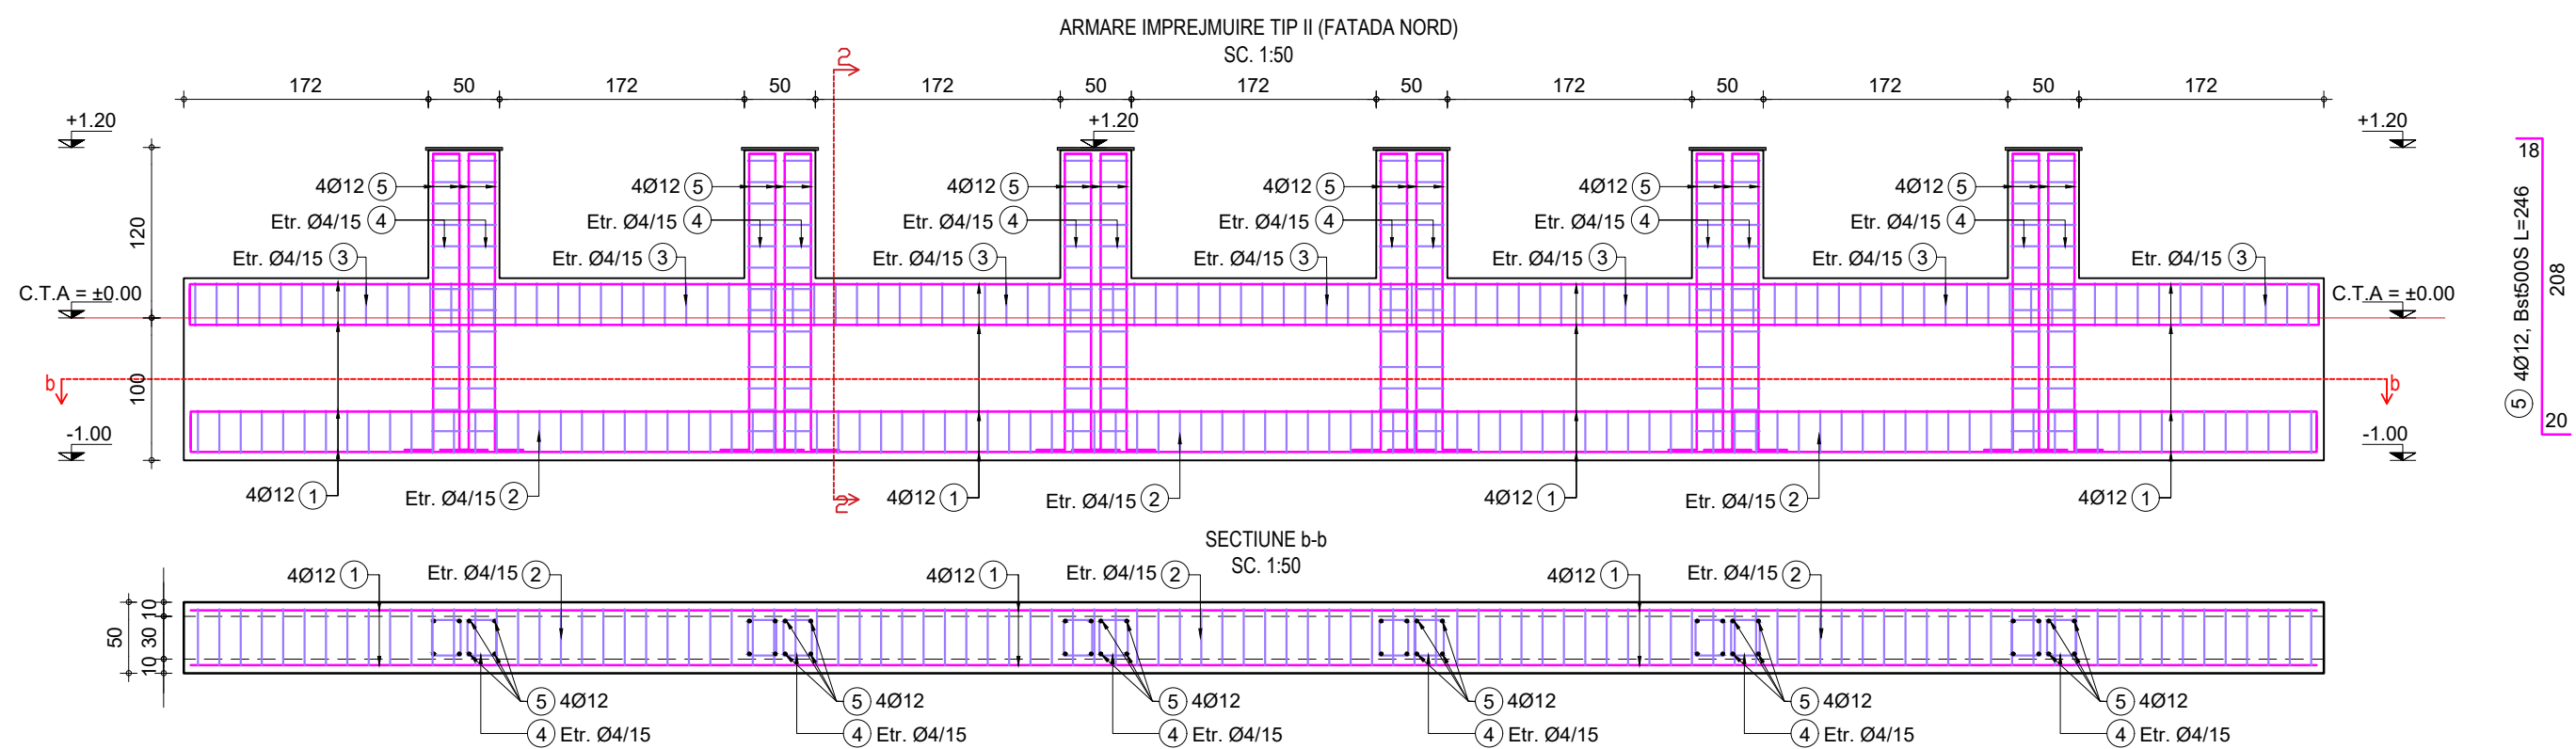 ARMARE IMPREJMUIRE TIP II (FATADA NORD)
SC. 1:50
172 50 172 50 172 50 172 50 172 50 172 50 172
2
+1.20 +1.20 +1.20
18
4Ø12 5 4Ø12 5 4Ø12 5 4Ø12 5 4Ø12 5 4Ø12 5
Etr. Ø4/15 4 Etr. Ø4/15 4 Etr. Ø4/15 4 Etr. Ø4/15 4 Etr. Ø4/15 4 Etr. Ø4/15 4
120
Etr. Ø4/15 3 Etr. Ø4/15 3 Etr. Ø4/15 3 Etr. Ø4/15 3 Etr. Ø4/15 3 Etr. Ø4/15 3 Etr. Ø4/15 3
C.T.A = ±0.00 C.T.A = ±0.00
5 4Ø12, Bst500S L=246
208
b b
100
-1.00 -1.00
20
4Ø12 1 Etr. Ø4/15 2 4Ø12 1 Etr. Ø4/15 2 4Ø12 1 Etr. Ø4/15 2 4Ø12 1
2
SECTIUNE b-b
SC. 1:50
4Ø12 1 Etr. Ø4/15 2 4Ø12 1 Etr. Ø4/15 2 4Ø12 1 Etr. Ø4/15 2
50
10 30 10
5 4Ø12 5 4Ø12 5 4Ø12 5 4Ø12 5 4Ø12 5 4Ø12
4 Etr. Ø4/15 4 Etr. Ø4/15 4 Etr. Ø4/15 4 Etr. Ø4/15 4 Etr. Ø4/15 4 Etr. Ø4/15